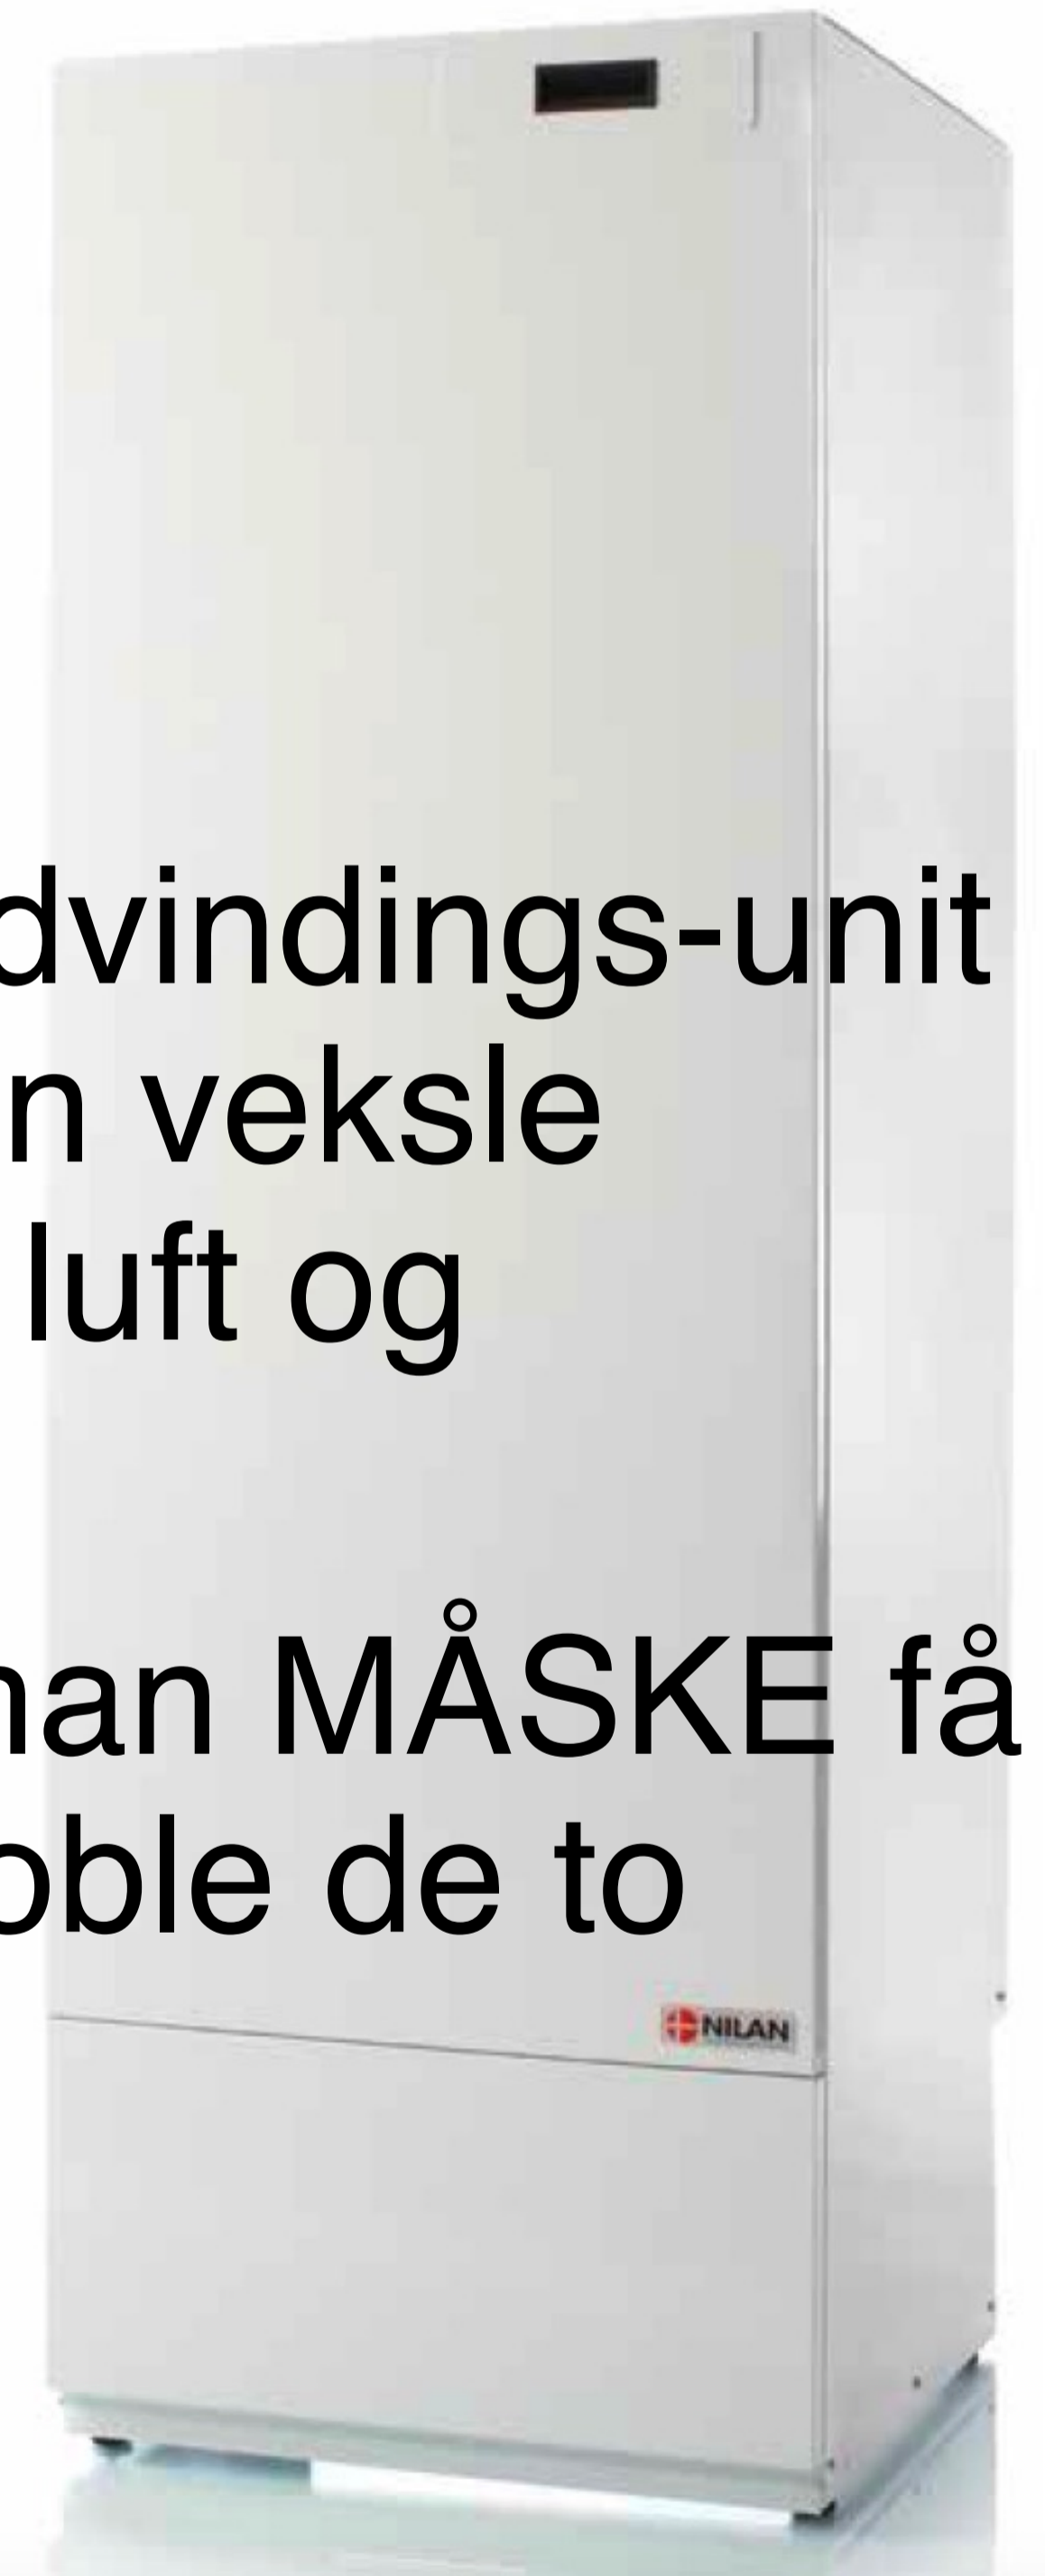 dvindings-unit
n veksle
luft og
nan MÅSKE få
oble de to
NILAN